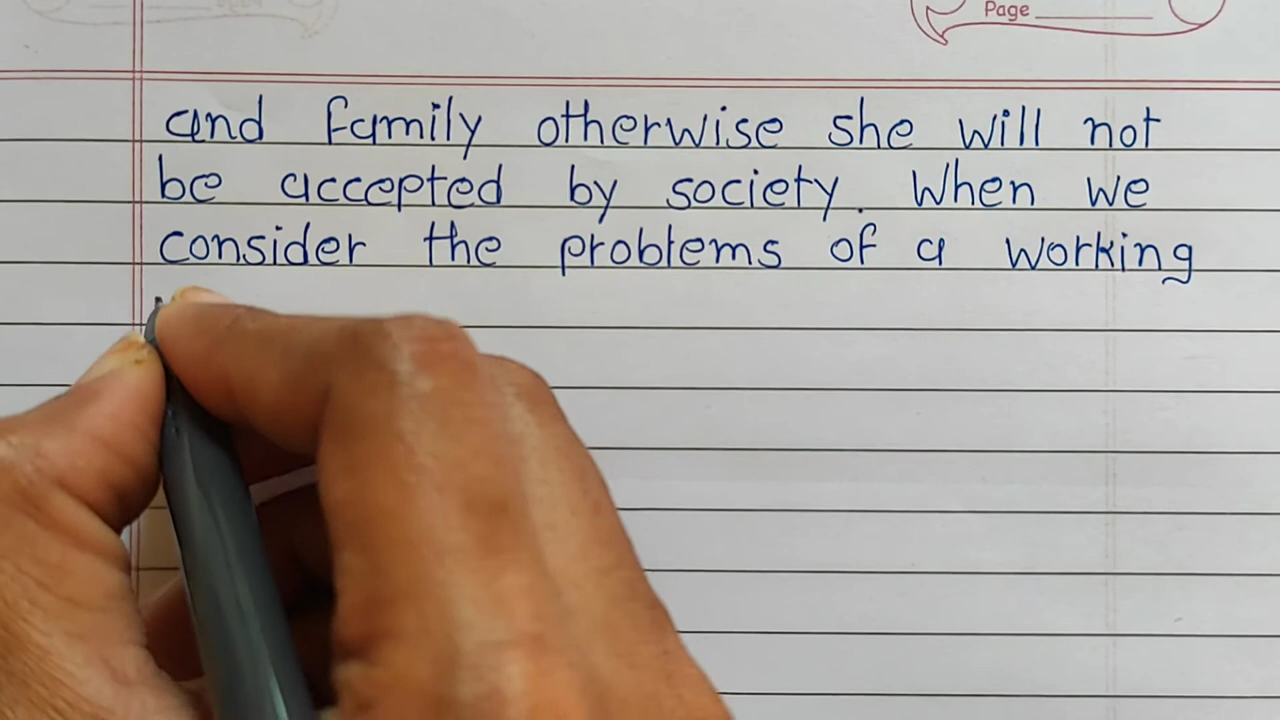 Page
and family otherwise she will not
be accepted by society. When we
consider the problems of a working